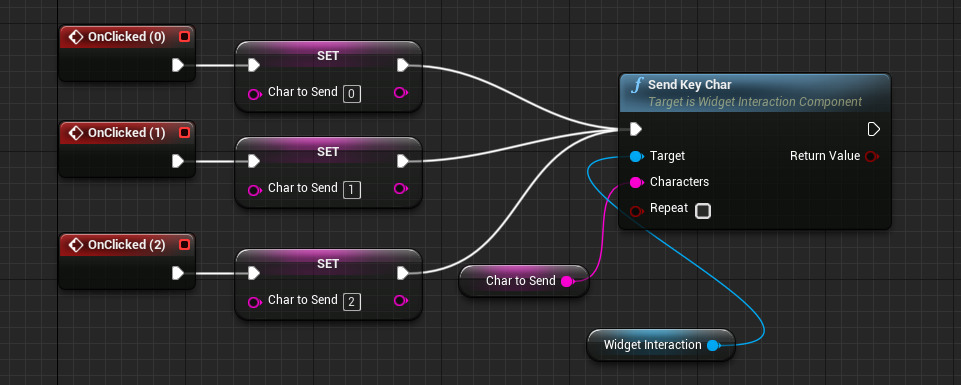 OnClicked (0)
SET
Char to Send 0
OnClicked (1)
SET
Char to Send 1
OnClicked (2)
SET
Char to Send 2
f Send Key Char
Target is Widget Interaction Component
Target Return Value
Characters
Repeat
Char to Send
Widget Interaction